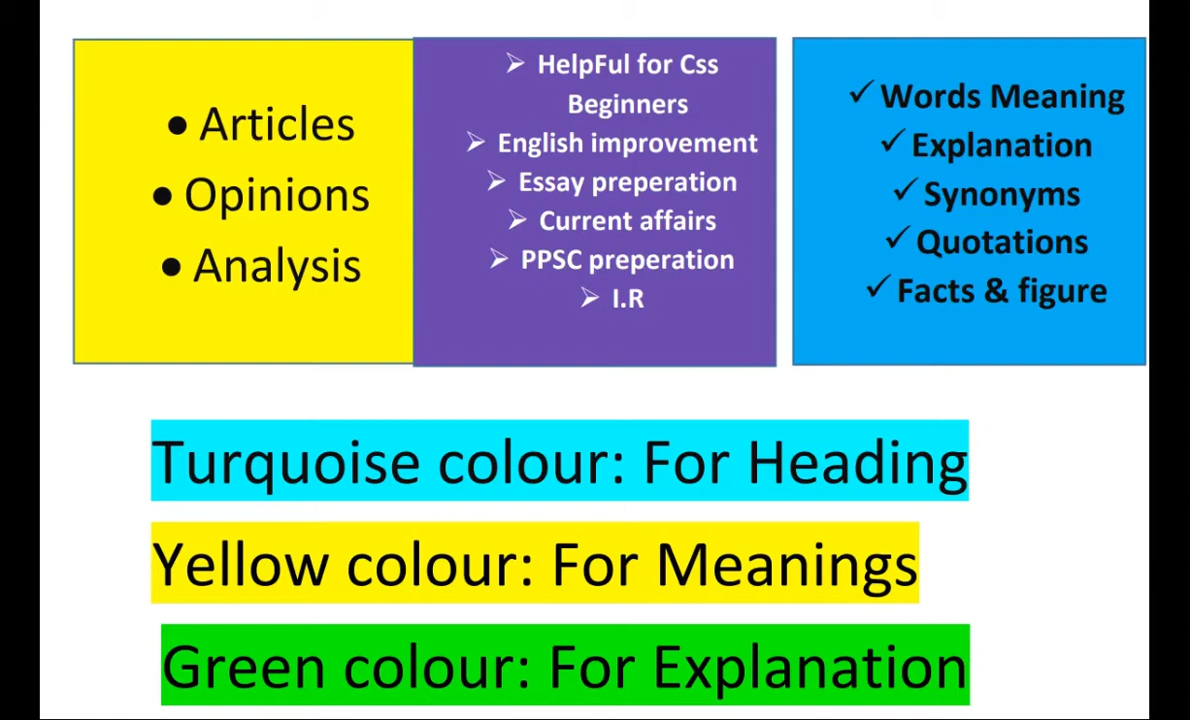 • Articles
• Opinions
• Analysis
➢ HelpFul for Css
Beginners
➢ English improvement
➢ Essay preperation
➢ Current affairs
➢ PPSC preperation
➢ I.R
✓ Words Meaning
✓ Explanation
✓ Synonyms
✓ Quotations
✓ Facts & figure
Turquoise colour: For Heading
Yellow colour: For Meanings
Green colour: For Explanation